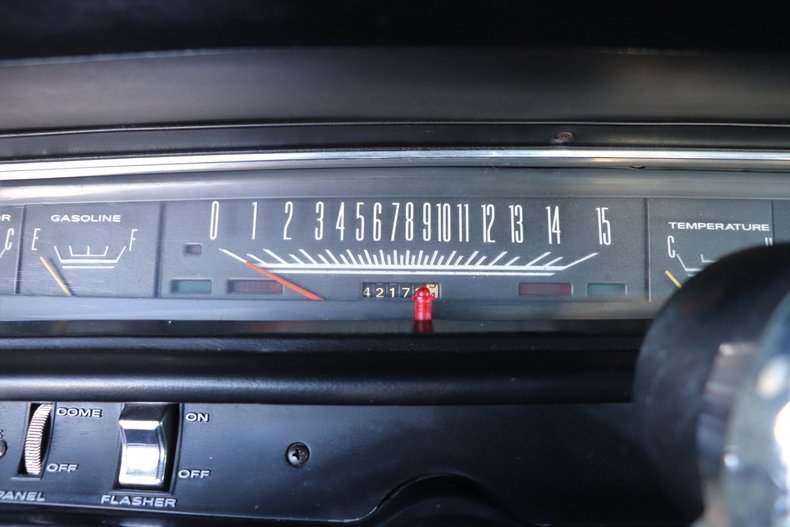 GASOLINE
E F
0 1 2 3 4 5 6 7 8 9 10 11 12 13 14 15
TEMPERATURE
C
C
DOME
OFF
PANEL
ON
OFF
FLASHER